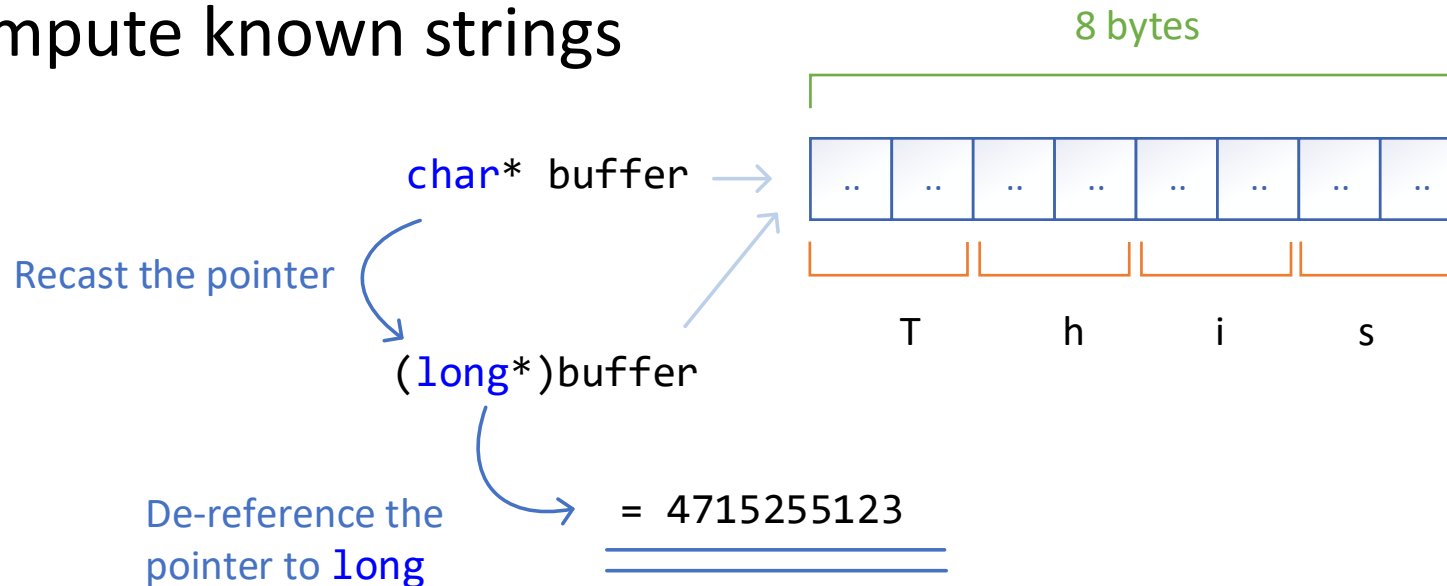 mpute known strings
8 bytes
char* buffer
.. .. .. .. .. .. .. ..
Recast the pointer
T h i s
(long*)buffer
De-reference the
pointer to long
= 4715255123